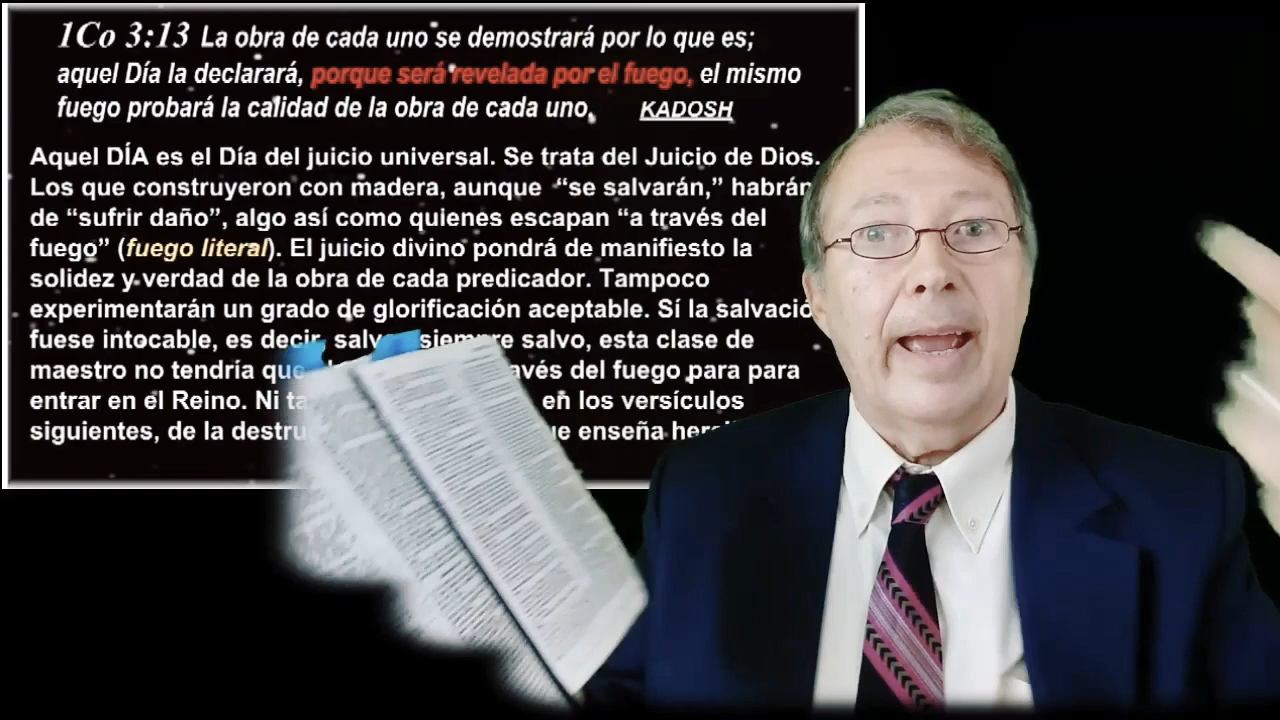 1Co 3:13 La obra de cada uno se demostrará por lo que es;
aquel Día la declarará, porque será revelada por el fuego, el mismo
fuego probará la calidad de la obra de cada uno, KADOSH
Aquel DÍA es el Día del juicio universal. Se trata del Juicio de Dios.
Los que construyeron con madera, aunque “se salvarán,” habrán
de “sufrir daño”, algo así como quienes escapan “a través del
fuego” (fuego literal). El juicio divino pondrá de manifiesto la
solidez y verdad de la obra de cada predicador. Tampoco
experimentarán un grado de glorificación aceptable. Sí la salvació
fuese intocable, es decir, salvo siempre salvo, esta clase de
maestro no tendría que del fuego para para
entrar en el Reino. Ni en los versículos
siguientes, de la enseña